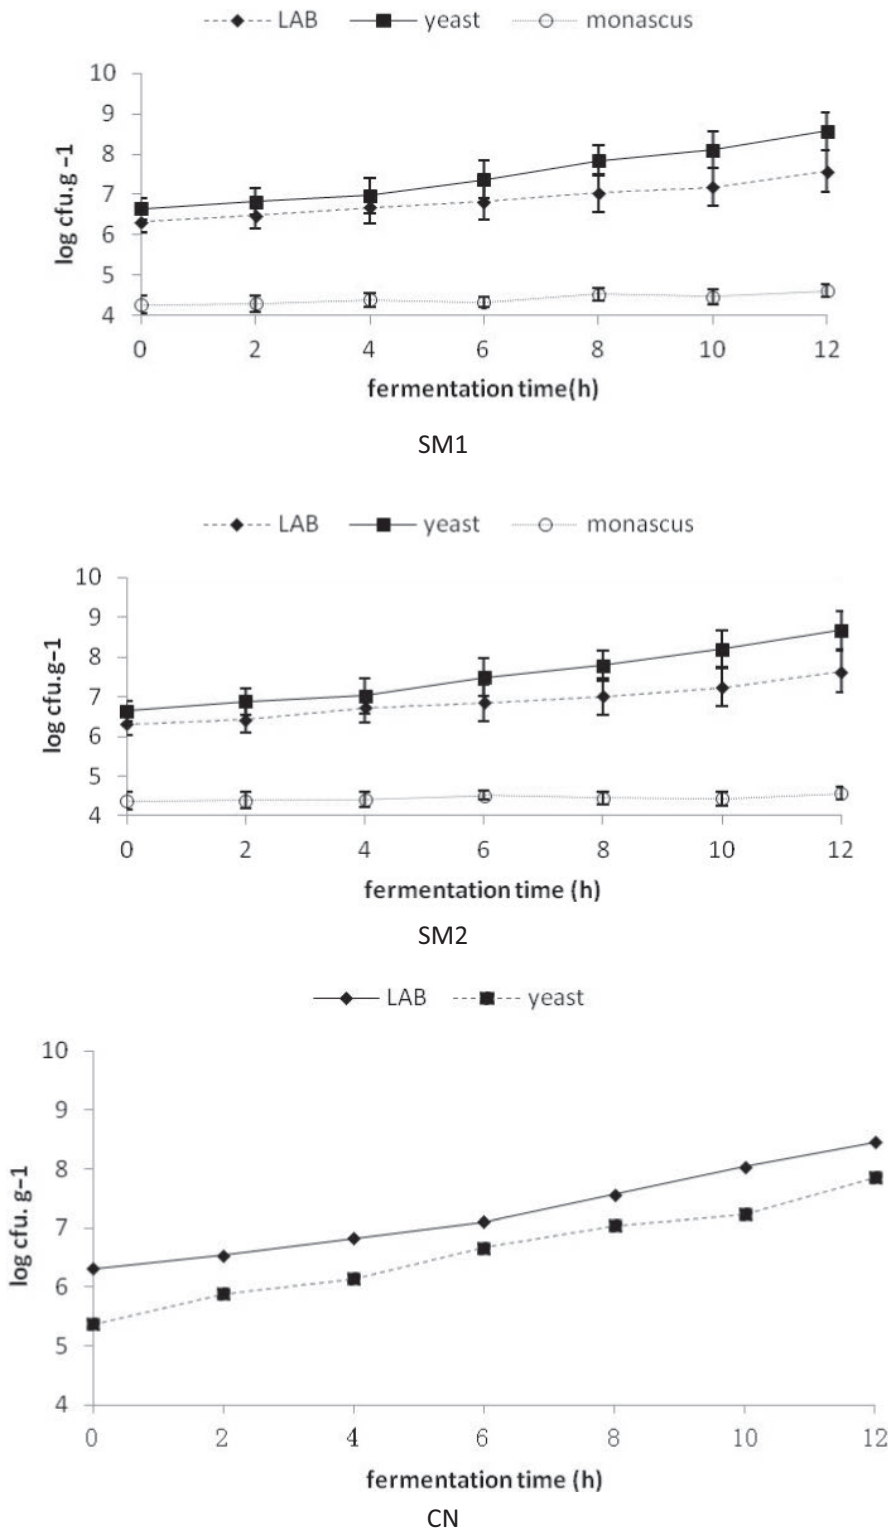 LAB yeast monascus
10
9
8
7
6
5
4
log cfu.g -1
0 2 4 6 8 10 12
fermentation time(h)
SM1
LAB yeast monascus
10
9
8
7
6
5
4
log cfu.g-1
0 2 4 6 8 10 12
fermentation time (h)
SM2
LAB yeast
10
9
8
7
6
5
4
log cfu. g-1
0 2 4 6 8 10 12
fermentation time (h)
CN